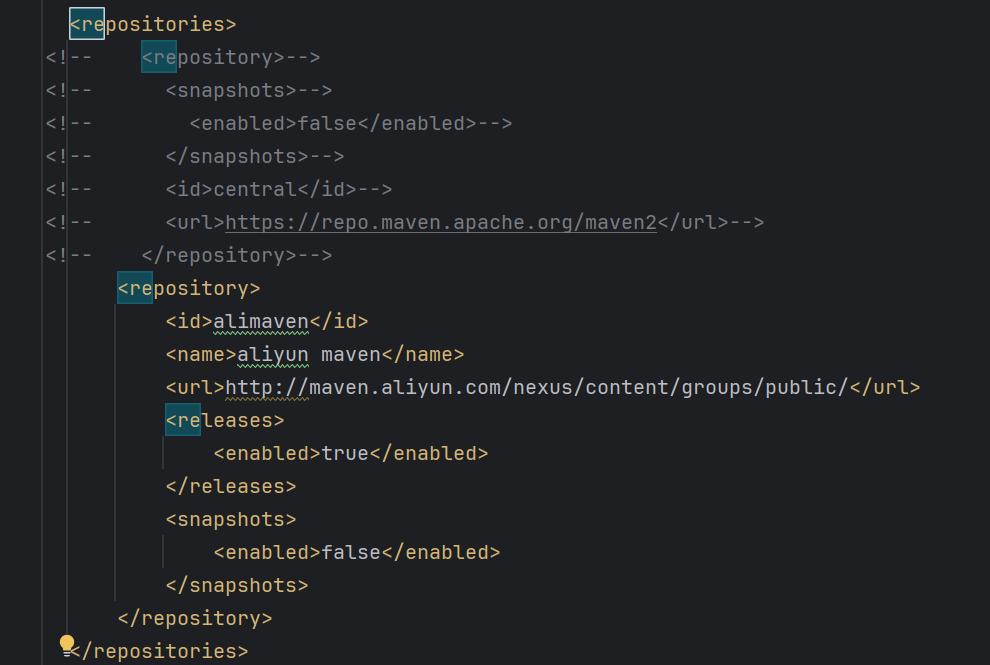 <repositories>
<!--    <repository>-->
<!--      <snapshots>-->
<!--        <enabled>false</enabled>-->
<!--      </snapshots>-->
<!--      <id>central</id>-->
<!--      <url>https://repo.maven.apache.org/maven2</url>-->
<!--    </repository>-->
<repository>
<id>alimaven</id>
<name>aliyun maven</name>
<url>http://maven.aliyun.com/nexus/content/groups/public/</url>
<releases>
<enabled>true</enabled>
</releases>
<snapshots>
<enabled>false</enabled>
</snapshots>
</repository>
</repositories>